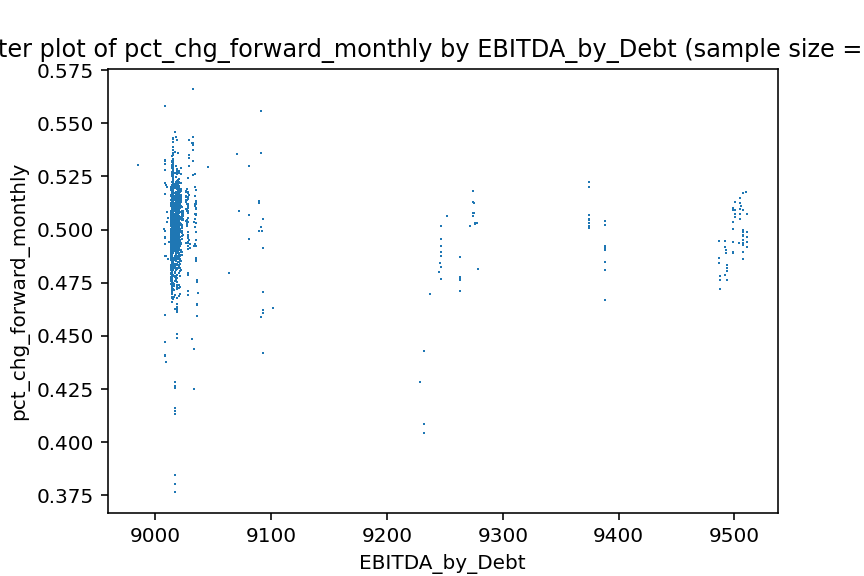 ter plot of pct_chg_forward_monthly by EBITDA_by_Debt (sample size =
0.575
0.550
0.525
0.500
0.475
0.450
0.425
0.400
0.375
pct_chg_forward_monthly
9000 9100 9200 9300 9400 9500
EBITDA_by_Debt